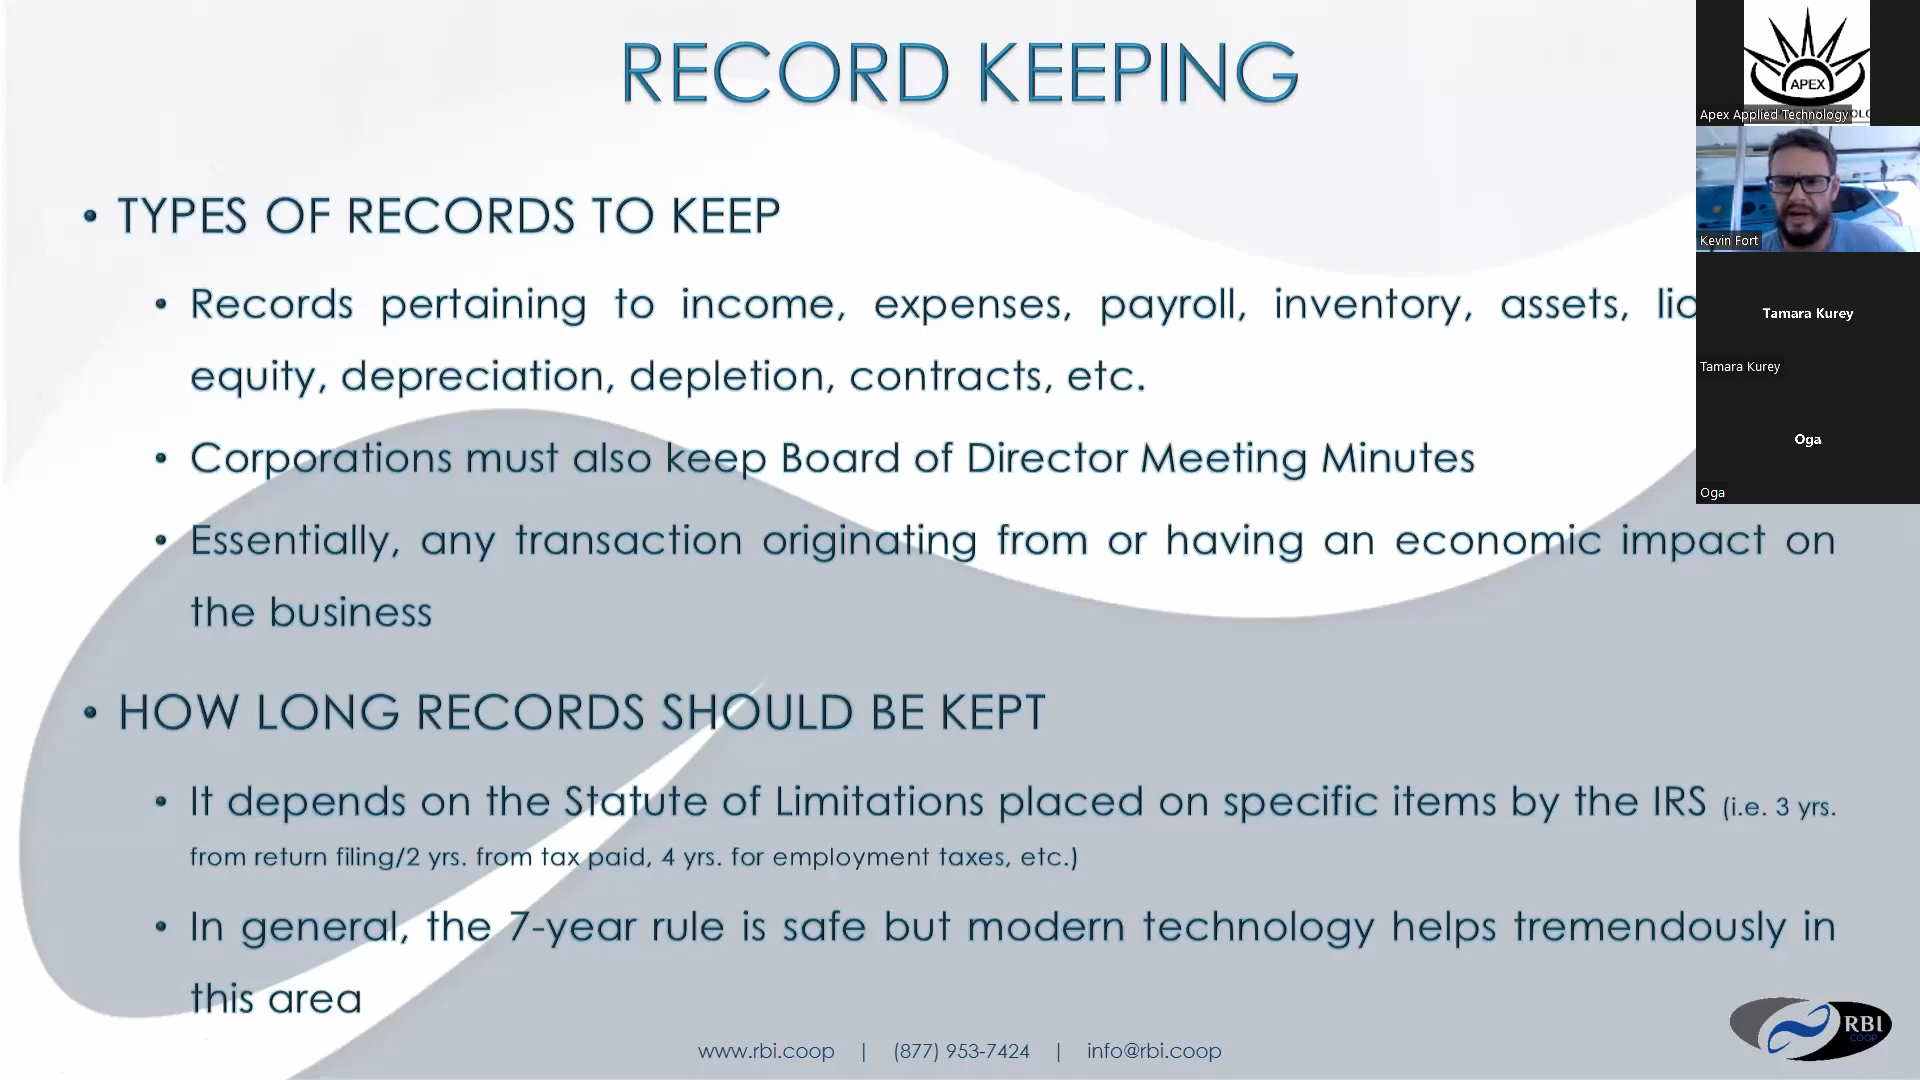 RECORD KEEPING
• TYPES OF RECORDS TO KEEP
• Records pertaining to income, expenses, payroll, inventory, assets,
equity, depreciation, depletion, contracts, etc.
• Corporations must also keep Board of Director Meeting Minutes
• Essentially, any transaction originating from or having an economic impact on
the business
• HOW LONG RECORDS SHOULD BE KEPT
• It depends on the Statute of Limitations placed on specific items by the IRS (i.e. 3 yrs.
from return filing/2 yrs. from tax paid, 4 yrs. for employment taxes, etc.)
• In general, the 7-year rule is safe but modern technology helps tremendously in
this area
www.rbi.coop | (877) 953-7424 | info@rbi.coop
RBI
COOP
APEX
Apex Applied Technology
Kevin Fort
Tamara Kurey
Tamara Kurey
Oga
Oga